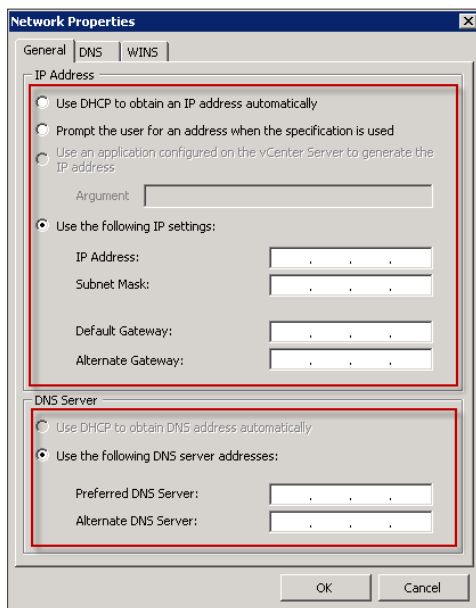 Network Properties
General DNS WINS
IP Address
Use DHCP to obtain an IP address automatically
Prompt the user for an address when the specification is used
Use an application configured on the vCenter Server to generate the
IP address
Argument
Use the following IP settings:
IP Address: . . .
Subnet Mask: . . .
Default Gateway: . . .
Alternate Gateway: . . .
DNS Server
Use DHCP to obtain DNS address automatically
Use the following DNS server addresses:
Preferred DNS Server: . . .
Alternate DNS Server: . . .
OK Cancel